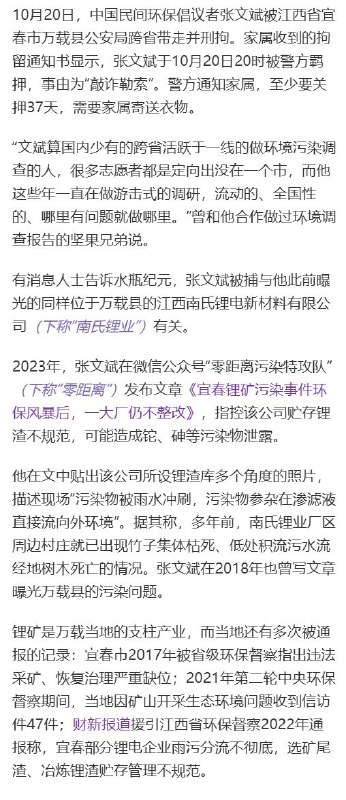 10月20日，中国民间环保倡议者张文斌被江西省宜
春市万载县公安局跨省带走并刑拘。家属收到的拘
留通知书显示，张文斌于10月20日20时被警方羁
押，事由为“敲诈勒索”。警方通知家属，至少要关
押37天，需要家属寄送衣物。
“文斌算国内少有的跨省活跃于一线的做环境污染调
查的人，很多志愿者都是定向出没在一个市，而他
这些年一直在做游击式的调研，流动的、全国性
的、哪里有问题就做哪里。”曾和他合作做过环境调
查报告的坚果兄弟说。
有消息人士告诉水瓶纪元，张文斌被捕与他此前曝
光的同样位于万载县的江西南氏锂电新材料有限公
司（下称“南氏锂业”）有关。
2023年，张文斌在微信公众号“零距离污染特攻队”
（下称“零距离”）发布文章《宜春锂矿污染事件环
保风暴后，一大厂仍不整改》，指控该公司贮存锂
渣不规范，可能造成铊、砷等污染物泄露。
他在文中贴出该公司所设锂渣库多个角度的照片，
描述现场“污染物被雨水冲刷，污染物参杂在渗滤液
直接流向外环境”。据其称，多年前，南氏锂业厂区
周边村庄就已出现竹子集体枯死、低处积流污水流
经地树木死亡的情况。张文斌在2018年也曾写文章
曝光万载县的污染问题。
锂矿是万载当地的支柱产业，而当地还有多次被通
报的记录：宜春市2017年被省级环保督察指出违法
采矿、恢复治理严重缺位；2021年第二轮中央环保
督察期间，当地因矿山开采生态环境问题收到信访
件47件；财新报道援引江西省环保督察2022年通
报称，宜春部分锂电企业雨污分流不彻底，选矿尾
渣、冶炼锂渣贮存管理不规范。